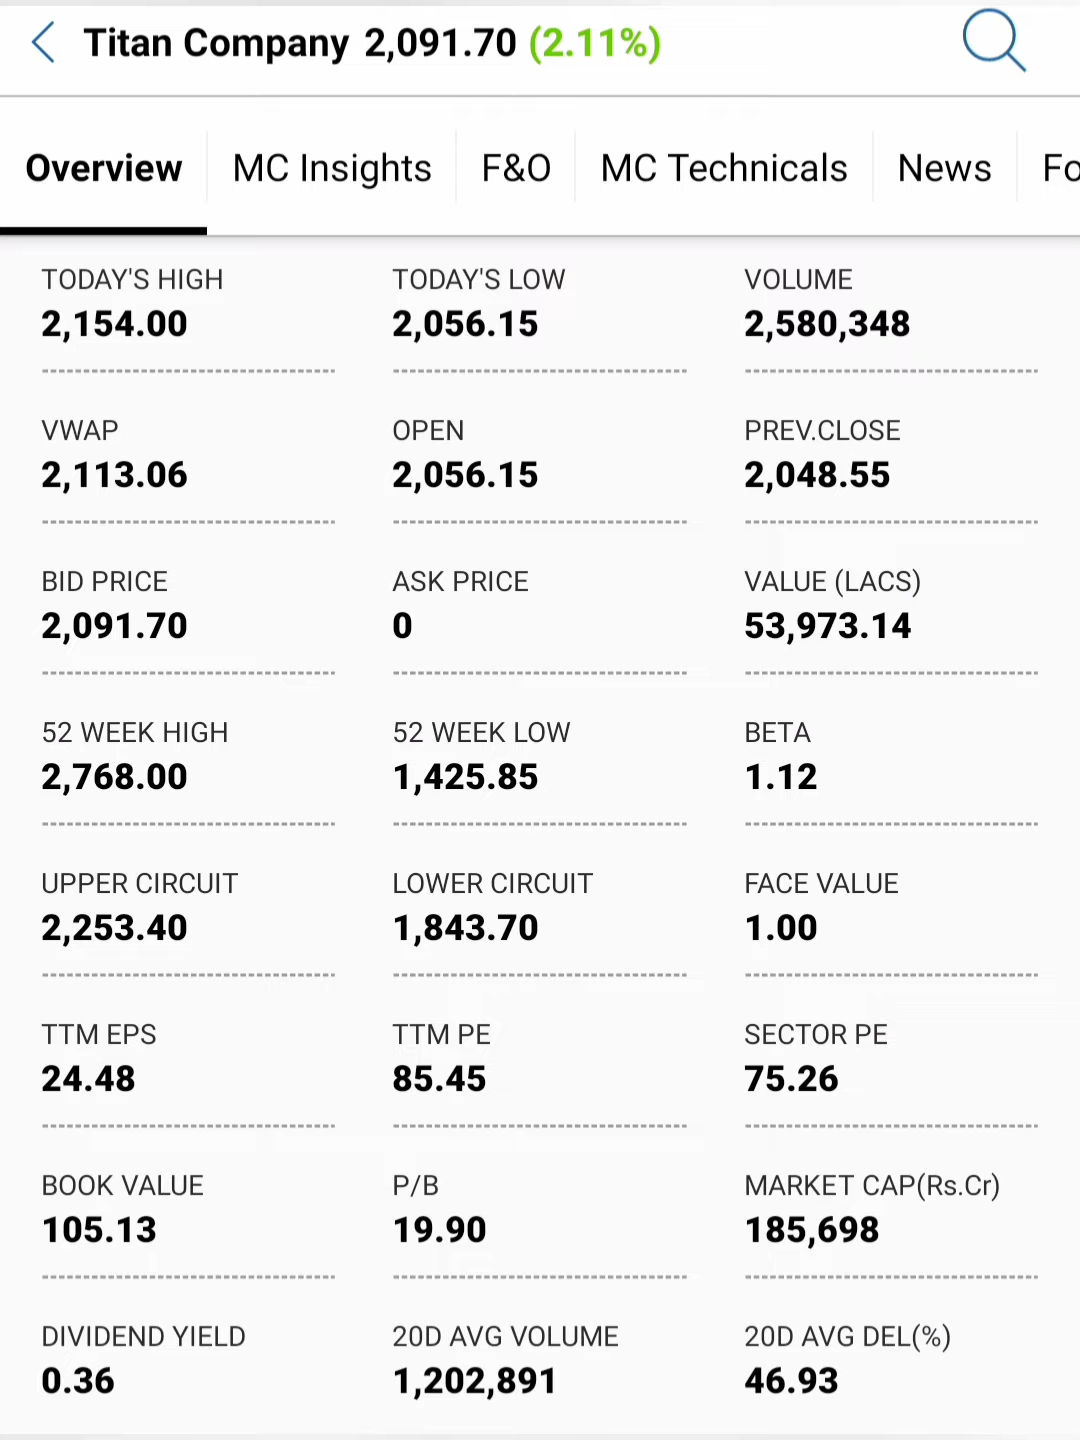 Titan Company 2,091.70 (2.11%)
Overview MC Insights F&O MC Technicals News Fo
TODAY'S HIGH TODAY'S LOW VOLUME
2,154.00 2,056.15 2,580,348
VWAP OPEN PREV.CLOSE
2,113.06 2,056.15 2,048.55
BID PRICE ASK PRICE VALUE (LACS)
2,091.70 0 53,973.14
52 WEEK HIGH 52 WEEK LOW BETA
2,768.00 1,425.85 1.12
UPPER CIRCUIT LOWER CIRCUIT FACE VALUE
2,253.40 1,843.70 1.00
TTM EPS TTM PE SECTOR PE
24.48 85.45 75.26
BOOK VALUE P/B MARKET CAP(Rs.Cr)
105.13 19.90 185,698
DIVIDEND YIELD 20D AVG VOLUME 20D AVG DEL(%)
0.36 1,202,891 46.93